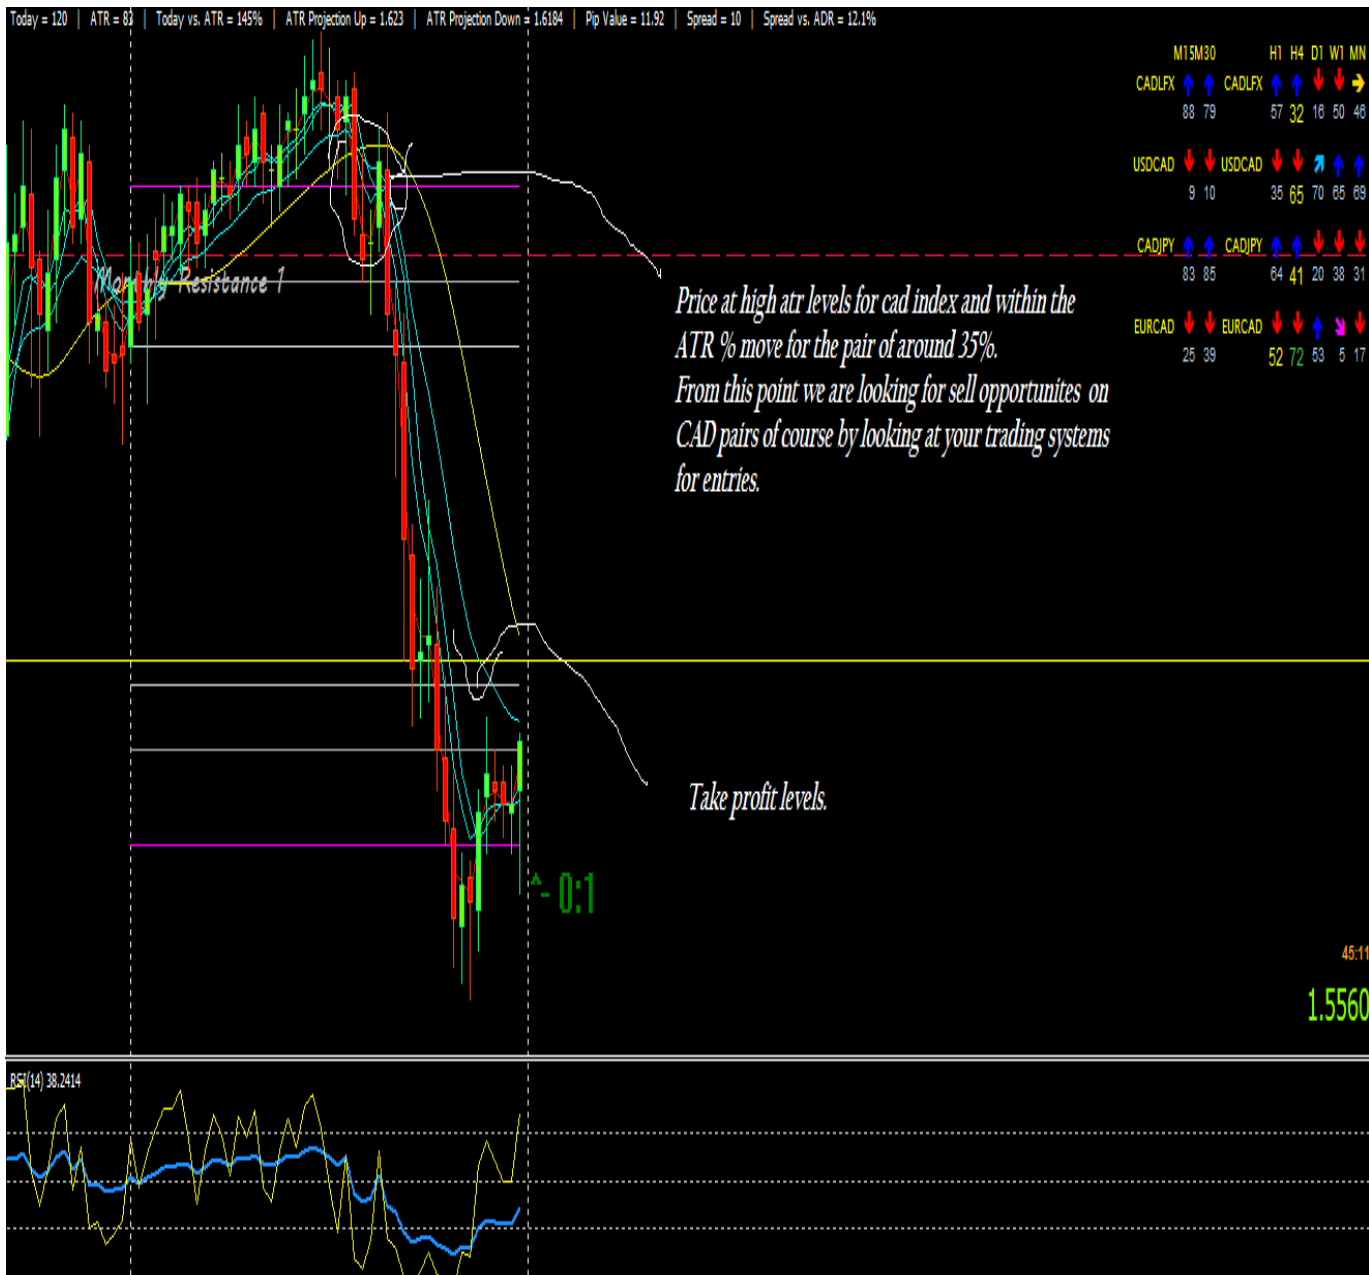 Today = 120 | ATR = 83 | Today vs. ATR = 145% | ATR Projection Up = 1.623 | ATR Projection Down = 1.6184 | Pip Value = 11.92 | Spread = 10 | Spread vs. ADR = 12.1%
M15 M30 H1 H4 D1 W1 MN
CADLFX CADLFX
88 79 57 32 16 50 46
USDCAD USDCAD
9 10 35 65 70 65 69
CADJPY CADJPY
83 85 64 41 20 38 31
EURCAD EURCAD
25 39 52 72 53 5 17
Monthly Resistance 1
Price at high atr levels for cad index and within the
ATR % move for the pair of around 35%.
From this point we are looking for sell opportunites on
CAD pairs of course by looking at your trading systems
for entries.
Take profit levels.
^- 0:1
45:11
1.5560
RSI(14) 38.2414